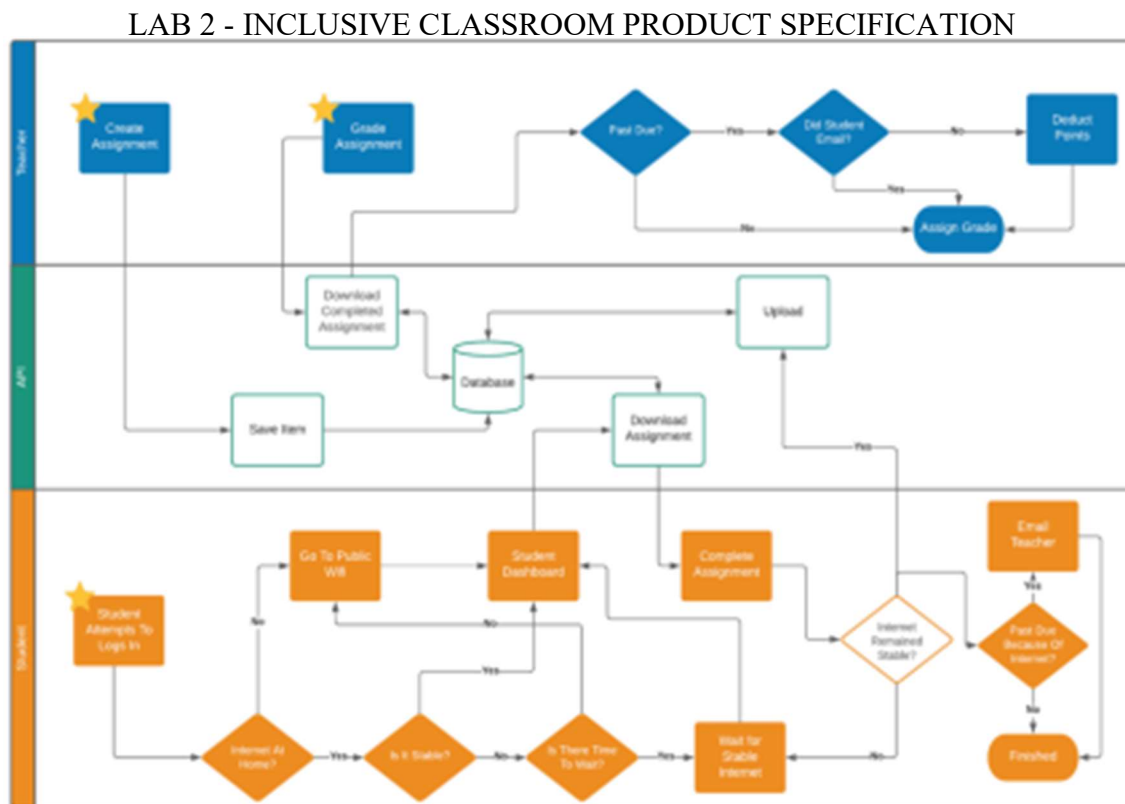 LAB 2 - INCLUSIVE CLASSROOM PRODUCT SPECIFICATION
Teacher
Create
Assignment
Grade
Assignment
Past Due?
Yes
Did Student
Email?
No
Deduct
Points
Yes
No
Assign Grade
API
Download
Completed
Assignment
Upload
Database
Save Item
Download
Assignment
Yes
Student
Go To Public
Wifi
Student
Dashboard
Complete
Assignment
Email
Teacher
Yes
Student
Attempts To
Logs In
No
No
Internet
Remained
Stable?
Past Due
Because Of
Internet?
Yes
No
Internet At
Home?
Yes
Is It Stable?
No
Is There Time
To Wait?
Yes
Wait for
Stable
Internet
No
Finished